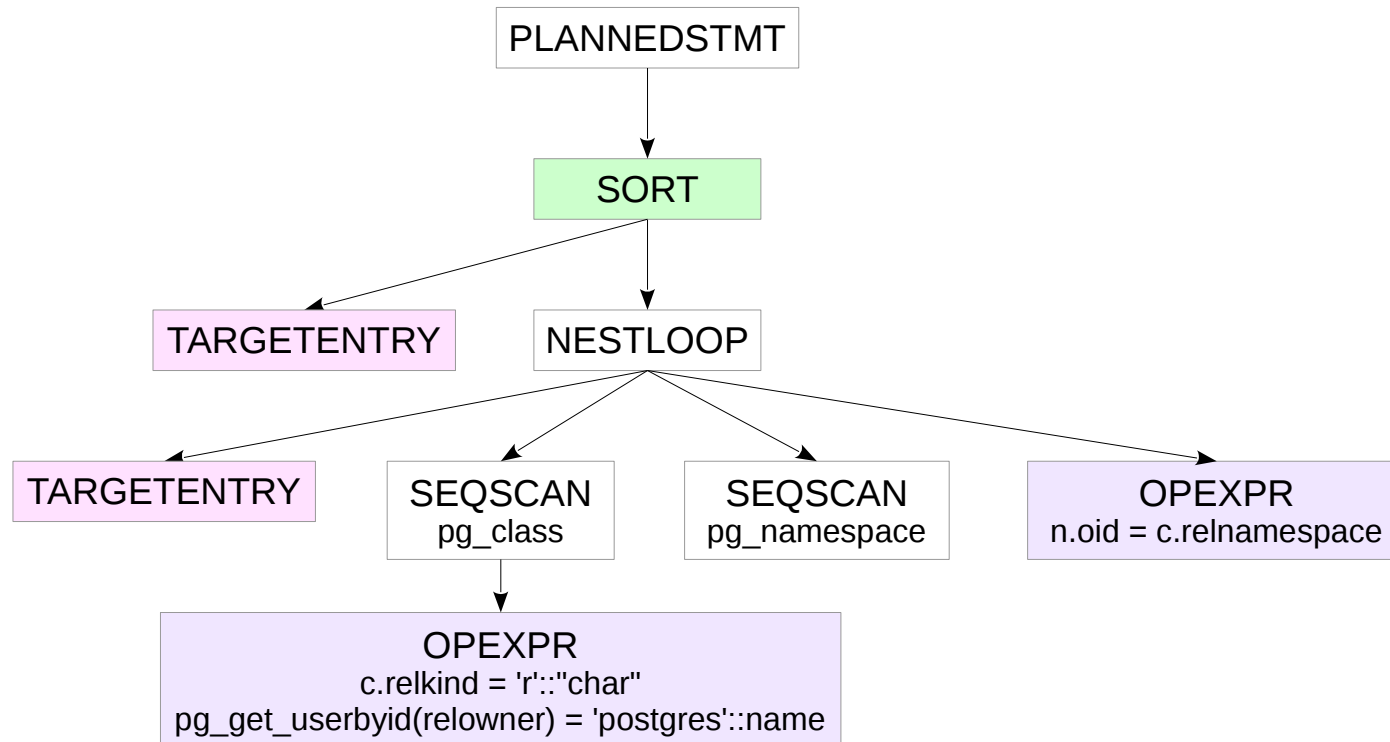 PLANNEDSTMT
SORT
TARGETENTRY
NESTLOOP
TARGETENTRY
SEQSCAN
pg_class
SEQSCAN
pg_namespace
OPEXPR
n.oid = c.relnamespace
OPEXPR
c.relkind = 'r'::"char"
pg_get_userbyid(relowner) = 'postgres'::name